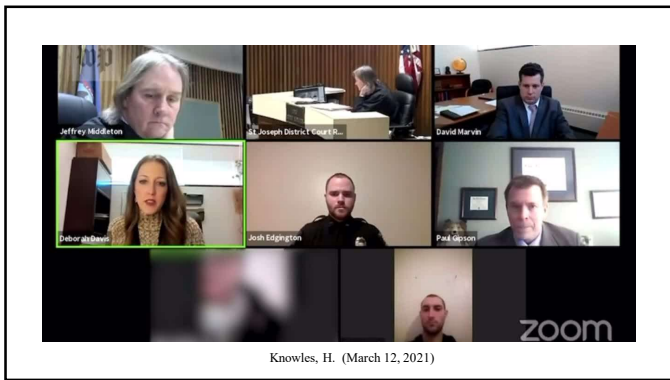 wp
Jeffrey Middleton
St Joseph District Court R...
David Marvin
Deborah Davis
Josh Edgington
Paul Gipson
zoom
Knowles, H. (March 12, 2021)